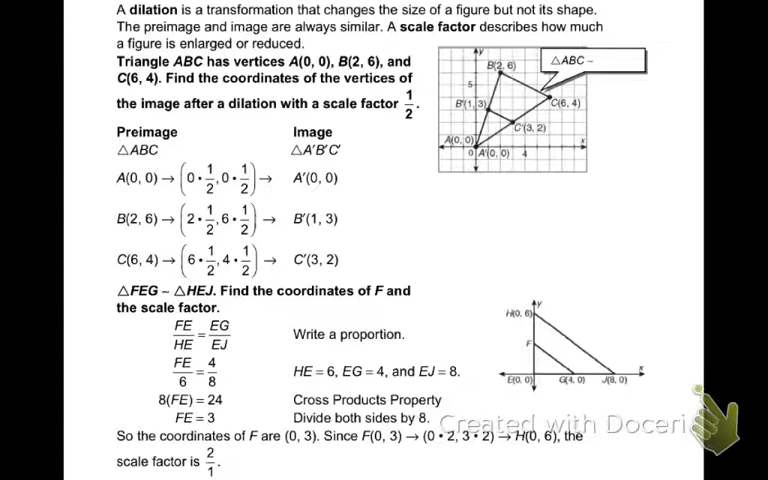 A dilation is a transformation that changes the size of a figure but not its shape.
The preimage and image are always similar. A scale factor describes how much
a figure is enlarged or reduced.
Triangle ABC has vertices A(0, 0), B(2, 6), and
C(6, 4). Find the coordinates of the vertices of
the image after a dilation with a scale factor 1/2.
y
B(2, 6)
△ABC ~
5
B'(1, 3)
C(6, 4)
C'(3, 2)
A(0, 0)
x
0 A'(0, 0) 4
Preimage Image
△ABC △A'B'C'
A(0, 0) → (0 • 1/2, 0 • 1/2) → A'(0, 0)
B(2, 6) → (2 • 1/2, 6 • 1/2) → B'(1, 3)
C(6, 4) → (6 • 1/2, 4 • 1/2) → C'(3, 2)
△FEG ~ △HEJ. Find the coordinates of F and
the scale factor.
FE/HE = EG/EJ Write a proportion.
FE/6 = 4/8 HE = 6, EG = 4, and EJ = 8.
8(FE) = 24 Cross Products Property
FE = 3 Divide both sides by 8.
y
H(0, 6)
F
x
E(0, 0) G(4, 0) J(8, 0)
Created with Doceri
So the coordinates of F are (0, 3). Since F(0, 3) → (0 • 2, 3 • 2) → H(0, 6), the
scale factor is 2/1.